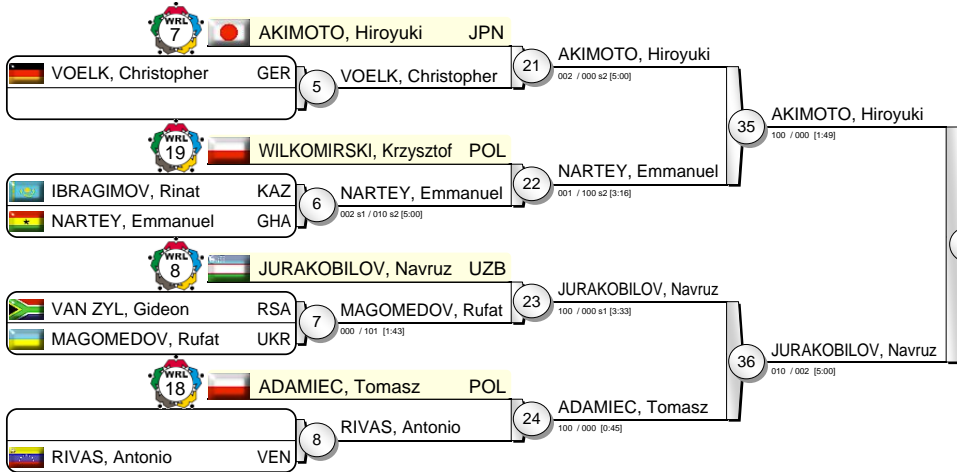 WRL
7
AKIMOTO, Hiroyuki JPN
VOELK, Christopher GER
5
VOELK, Christopher
21
AKIMOTO, Hiroyuki
002 / 000 s2 [5:00]
35
AKIMOTO, Hiroyuki
100 / 000 [1:49]
WRL
19
WILKOMIRSKI, Krzysztof POL
IBRAGIMOV, Rinat KAZ
NARTEY, Emmanuel GHA
6
NARTEY, Emmanuel
002 s1 / 010 s2 [5:00]
22
NARTEY, Emmanuel
001 / 100 s2 [3:16]
WRL
8
JURAKOBILOV, Navruz UZB
VAN ZYL, Gideon RSA
MAGOMEDOV, Rufat UKR
7
MAGOMEDOV, Rufat
000 / 101 [1:43]
23
JURAKOBILOV, Navruz
100 / 000 s1 [3:33]
36
JURAKOBILOV, Navruz
010 / 002 [5:00]
WRL
18
ADAMIEC, Tomasz POL
RIVAS, Antonio VEN
8
RIVAS, Antonio
24
ADAMIEC, Tomasz
100 / 000 [0:45]